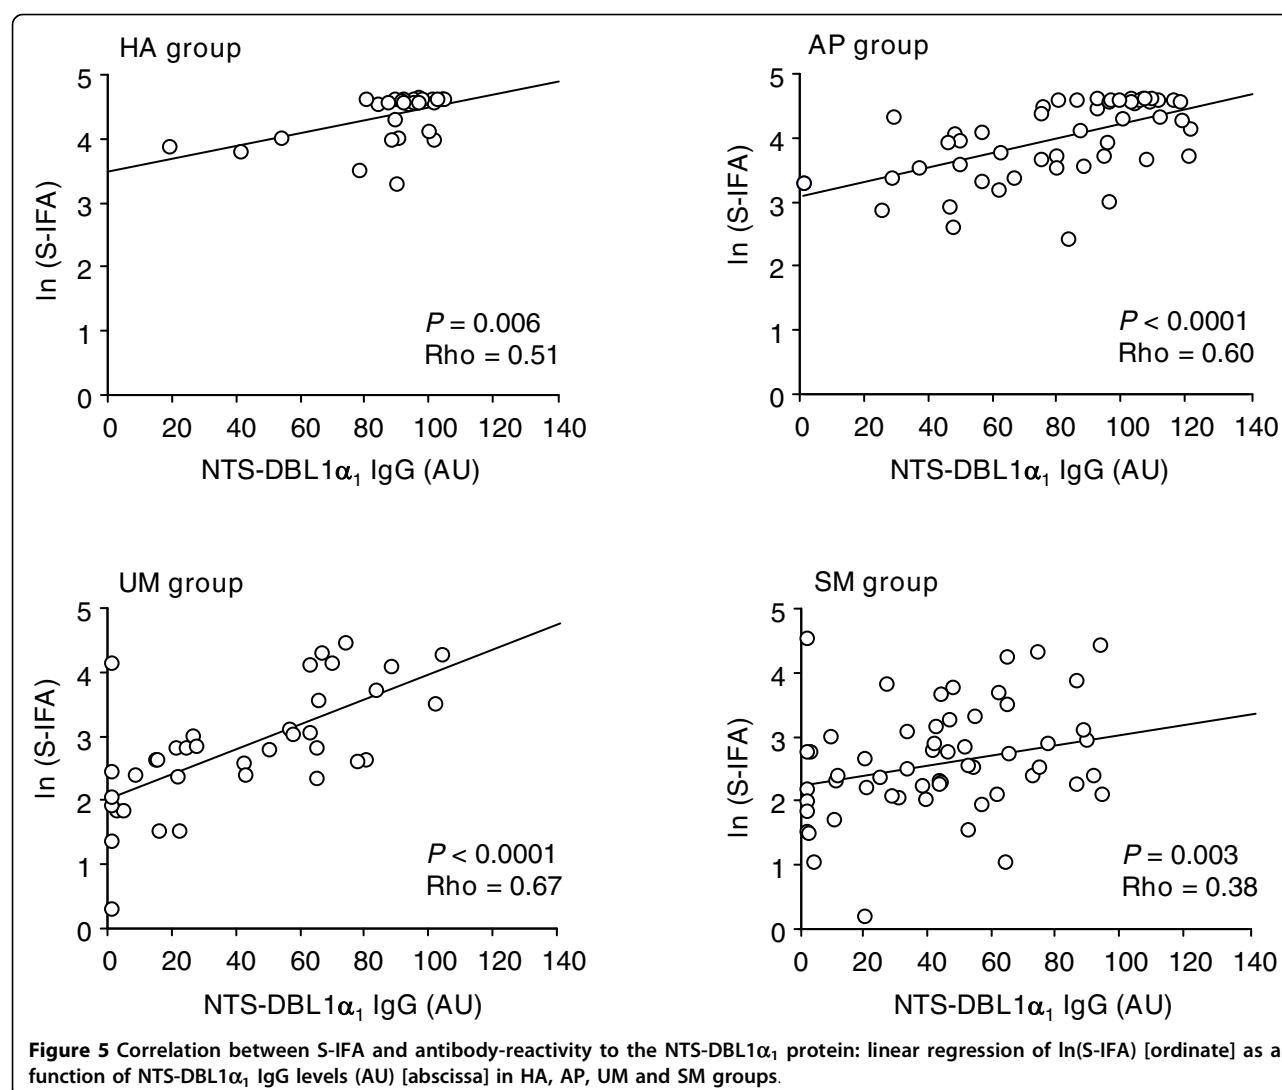 HA group
5
4
3
2
1
0
ln (S-IFA)
P = 0.006
Rho = 0.51
0 20 40 60 80 100 120 140
NTS-DBL1α₁ IgG (AU)
AP group
5
4
3
2
1
0
ln (S-IFA)
P < 0.0001
Rho = 0.60
0 20 40 60 80 100 120 140
NTS-DBL1α₁ IgG (AU)
UM group
5
4
3
2
1
0
ln (S-IFA)
P < 0.0001
Rho = 0.67
0 20 40 60 80 100 120 140
NTS-DBL1α₁ IgG (AU)
SM group
5
4
3
2
1
0
ln (S-IFA)
P = 0.003
Rho = 0.38
0 20 40 60 80 100 120 140
NTS-DBL1α₁ IgG (AU)
Figure 5 Correlation between S-IFA and antibody-reactivity to the NTS-DBL1α₁ protein: linear regression of ln(S-IFA) [ordinate] as a
function of NTS-DBL1α₁ IgG levels (AU) [abscissa] in HA, AP, UM and SM groups.